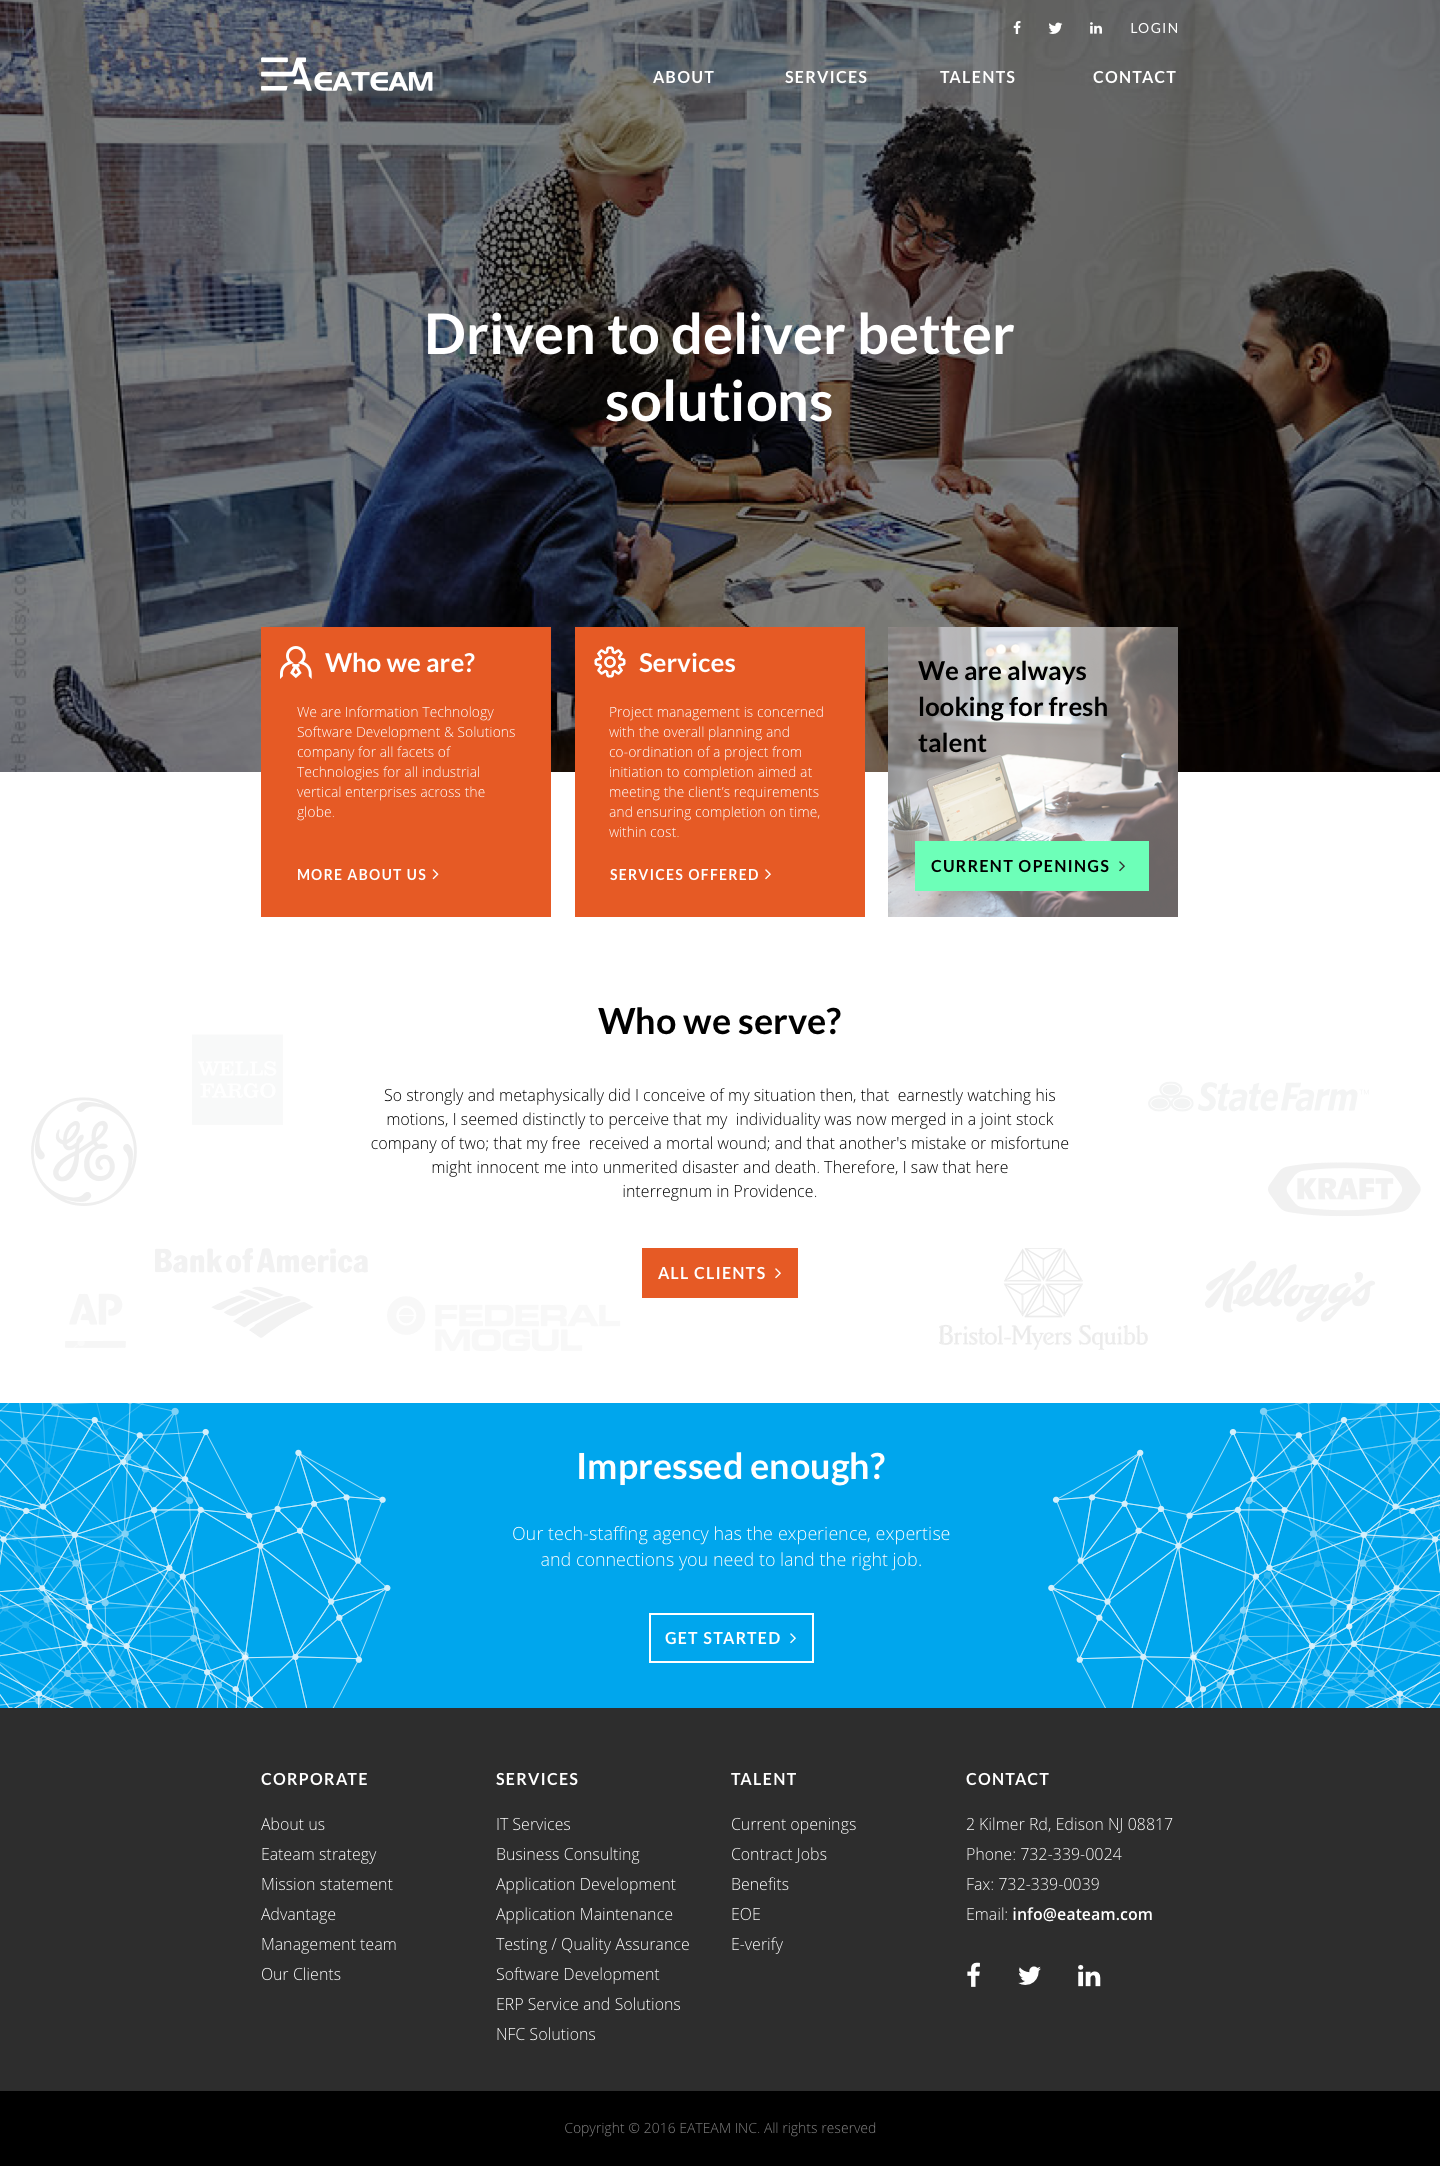 LOGIN
EATEAM
ABOUT SERVICES TALENTS CONTACT
Driven to deliver better
solutions
te Reed stocksy.co
Who we are?
We are Information Technology
Software Development & Solutions
company for all facets of
Technologies for all industrial
vertical enterprises across the
globe.
MORE ABOUT US
Services
Project management is concerned
with the overall planning and
co-ordination of a project from
initiation to completion aimed at
meeting the client's requirements
and ensuring completion on time,
within cost.
SERVICES OFFERED
We are always
looking for fresh
talent
CURRENT OPENINGS
Who we serve?
So strongly and metaphysically did I conceive of my situation then, that earnestly watching his
motions, I seemed distinctly to perceive that my individuality was now merged in a joint stock
company of two; that my free received a mortal wound; and that another's mistake or misfortune
might innocent me into unmerited disaster and death. Therefore, I saw that here
interregnum in Providence.
ALL CLIENTS
WELLS
FARGO
GE
Bank of America
AP
FEDERAL
MOGUL
StateFarm
KRAFT
Bristol-Myers Squibb
Kellogg's
Impressed enough?
Our tech-staffing agency has the experience, expertise
and connections you need to land the right job.
GET STARTED
CORPORATE
About us
Eateam strategy
Mission statement
Advantage
Management team
Our Clients
SERVICES
IT Services
Business Consulting
Application Development
Application Maintenance
Testing / Quality Assurance
Software Development
ERP Service and Solutions
NFC Solutions
TALENT
Current openings
Contract Jobs
Benefits
EOE
E-verify
CONTACT
2 Kilmer Rd, Edison NJ 08817
Phone: 732-339-0024
Fax: 732-339-0039
Email: info@eateam.com
Copyright © 2016 EATEAM INC. All rights reserved